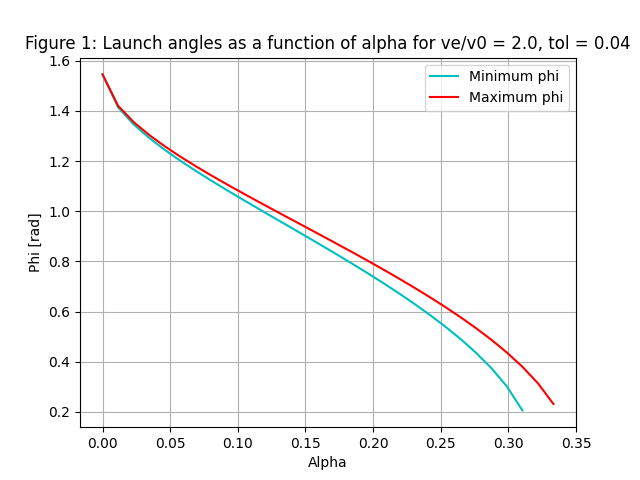 Figure 1: Launch angles as a function of alpha for ve/v0 = 2.0, tol = 0.04
1.6
Minimum phi
Maximum phi
1.4
1.2
1.0
Phi [rad]
0.8
0.6
0.4
0.2
0.00 0.05 0.10 0.15 0.20 0.25 0.30 0.35
Alpha